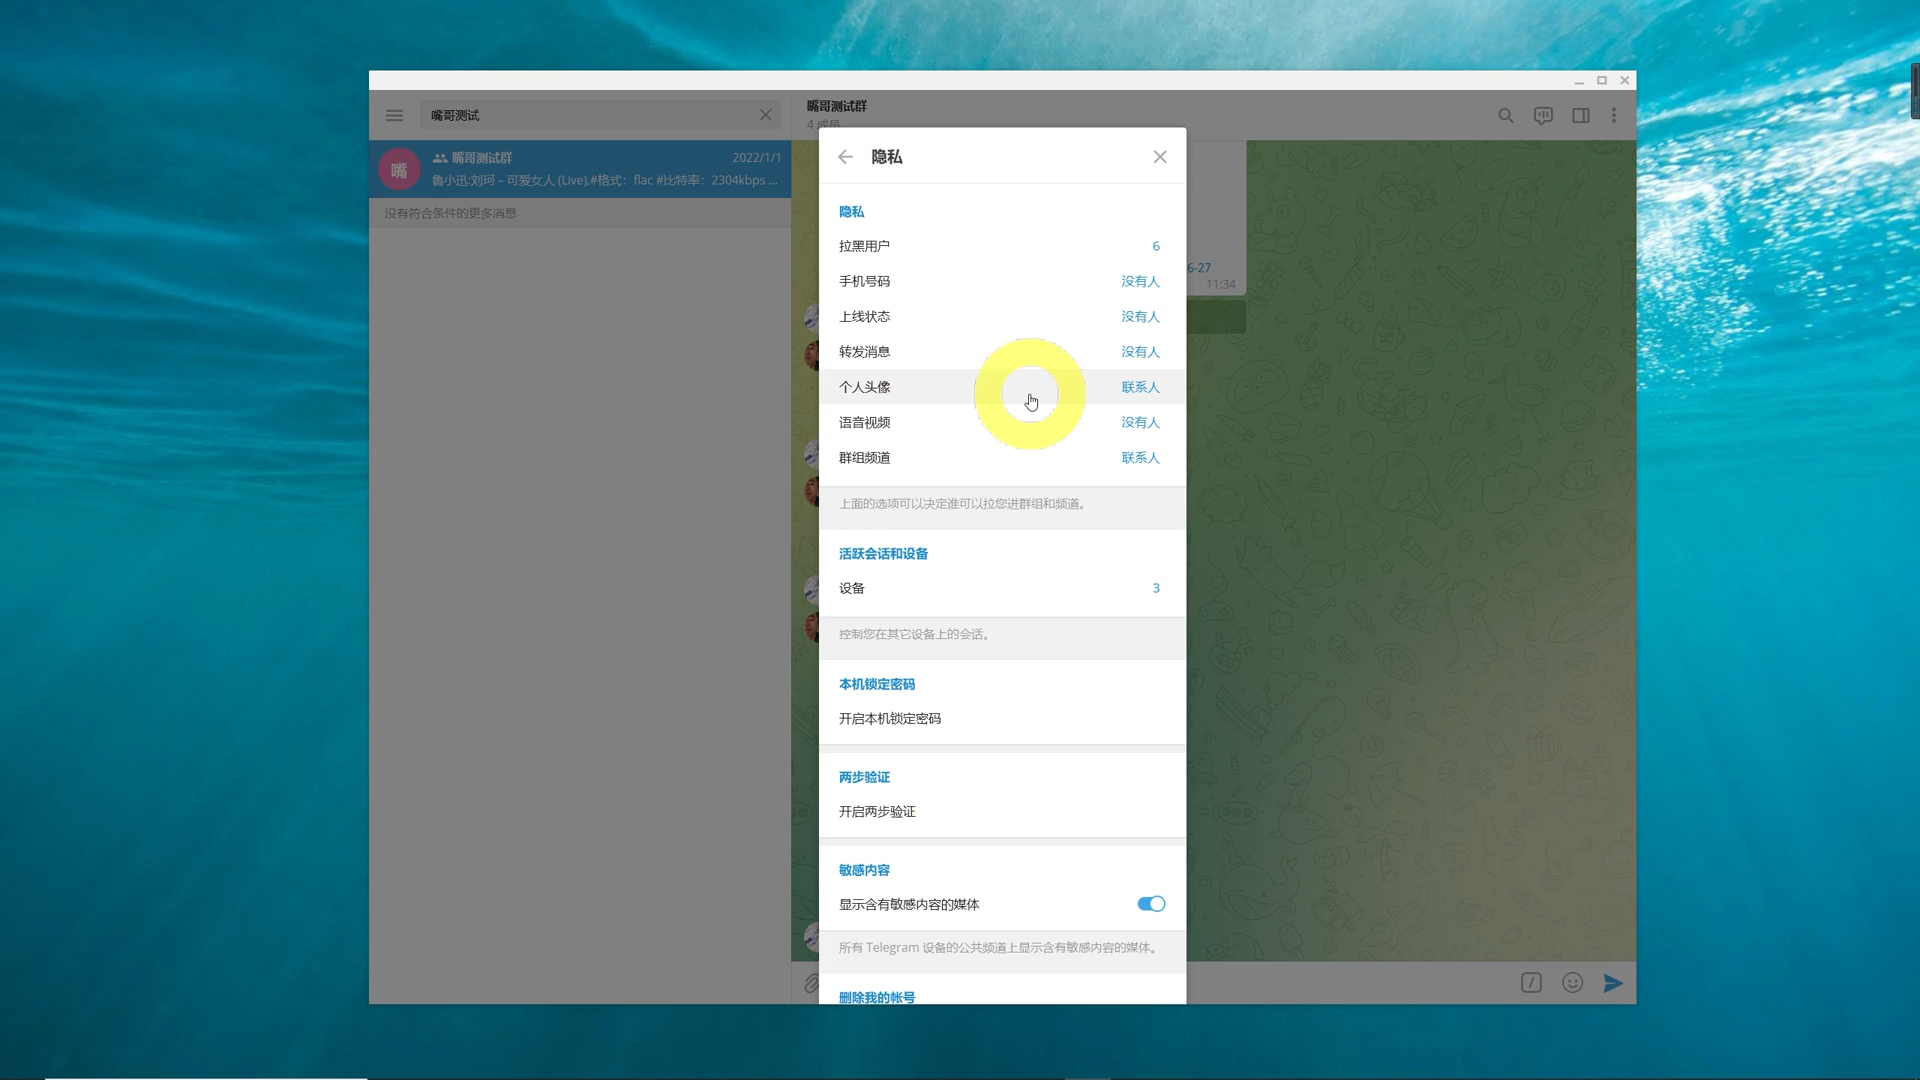 嘴哥测试
嘴哥测试群
4 成员
嘴
嘴哥测试群
2022/1/1
魯小迅:刘珂 – 可爱女人 (Live),#格式：flac #比特率：2304kbps ...
没有符合条件的更多消息
6-27
11:34
隐私
隐私
拉黑用户 6
手机号码 没有人
上线状态 没有人
转发消息 没有人
个人头像 联系人
语音视频 没有人
群组频道 联系人
上面的选项可以决定谁可以拉您进群组和频道。
活跃会话和设备
设备 3
控制您在其它设备上的会话。
本机锁定密码
开启本机锁定密码
两步验证
开启两步验证
敏感内容
显示含有敏感内容的媒体
所有 Telegram 设备的公共频道上显示含有敏感内容的媒体。
删除我的帐号